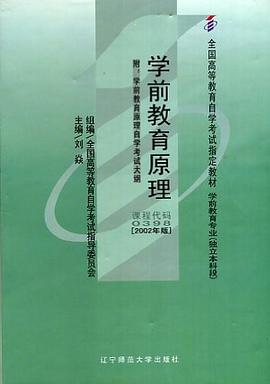 全国高等教育自学考试指定教材
学前教育专业(独立本科段)
学前教育原理
附：学前教育原理自学考试大纲
课程代码
0398
[2002年版]
组编/全国高等教育自学考试指导委员会
主编/刘焱
辽宁师范大学出版社